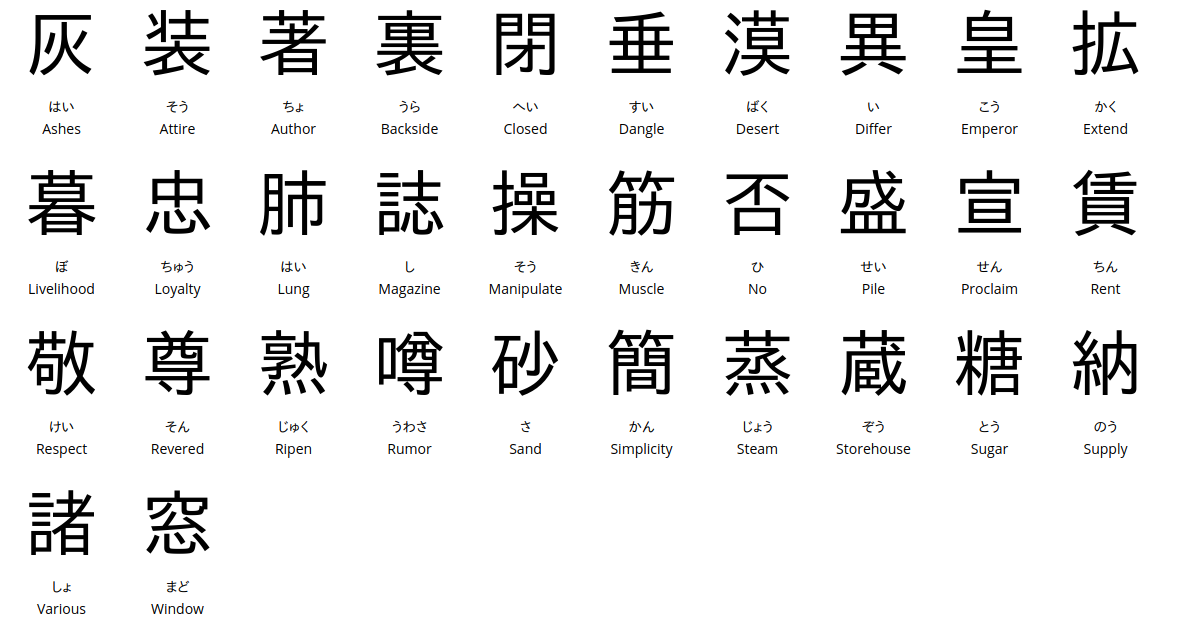 灰 装 著 裏 閉 垂 漠 異 皇 拡
はい そう ちょ うら へい すい ばく い こう かく
Ashes Attire Author Backside Closed Dangle Desert Differ Emperor Extend
暮 忠 肺 誌 操 筋 否 盛 宣 賃
ぼ ちゅう はい し そう きん ひ せい せん ちん
Livelihood Loyalty Lung Magazine Manipulate Muscle No Pile Proclaim Rent
敬 尊 熟 噂 砂 簡 蒸 蔵 糖 納
けい そん じゅく うわさ さ かん じょう ぞう とう のう
Respect Revered Ripen Rumor Sand Simplicity Steam Storehouse Sugar Supply
諸 窓
しょ まど
Various Window